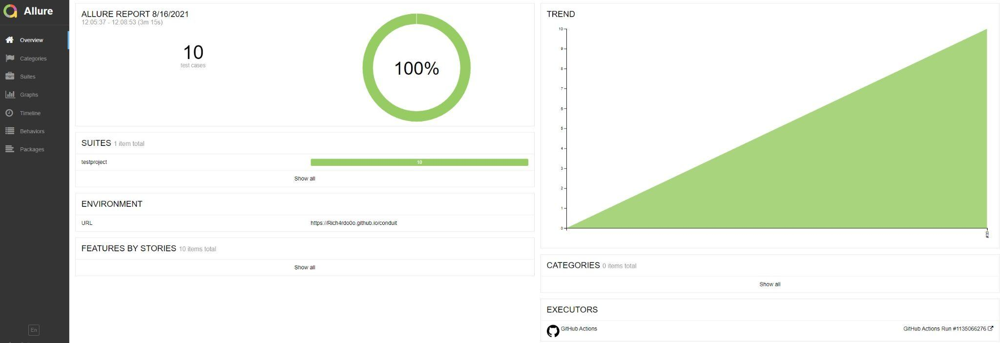 Allure
Overview
Categories
Suites
Graphs
Timeline
Behaviors
Packages
En
ALLURE REPORT 8/16/2021
12:05:37 - 12:08:53 (3m 15s)
10
test cases
100%
SUITES 1 item total
testproject 10
Show all
ENVIRONMENT
URL https://Rich4rdo0o.github.io/conduit
FEATURES BY STORIES 10 items total
Show all
TREND
10
9
8
7
6
5
4
3
2
1
0
#33
CATEGORIES 0 items total
Show all
EXECUTORS
GitHub Actions GitHub Actions Run #1135066276